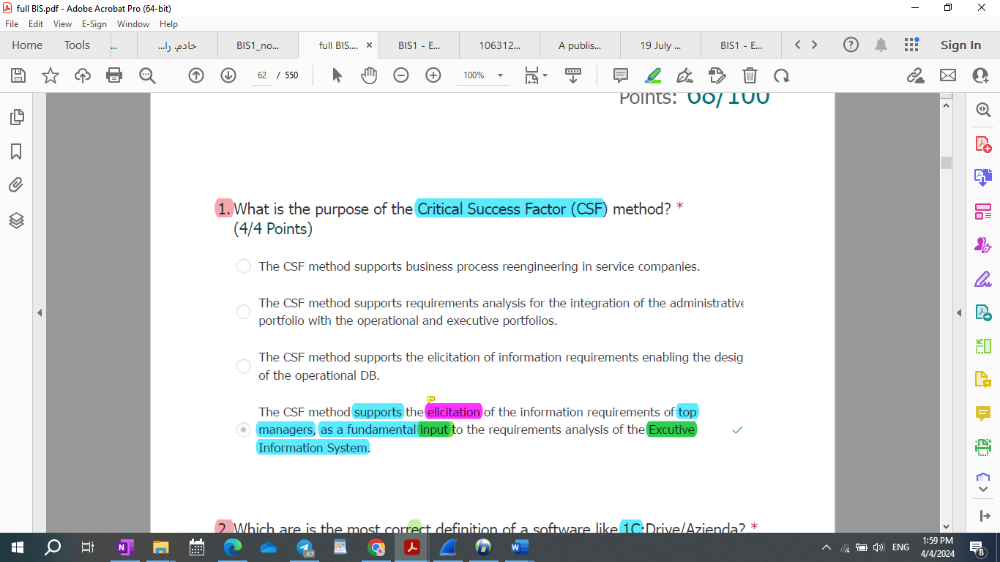 full BIS.pdf - Adobe Acrobat Pro (64-bit)
File Edit View E-Sign Window Help
Home Tools ... خادم. را... BIS1_no... full BIS.... × BIS1 - E... 106312... A publis... 19 July ... BIS1 - E... Sign In
62 / 550 100%
Points: 68/100
1. What is the purpose of the Critical Success Factor (CSF) method? *
(4/4 Points)
The CSF method supports business process reengineering in service companies.
The CSF method supports requirements analysis for the integration of the administrative
portfolio with the operational and executive portfolios.
The CSF method supports the elicitation of information requirements enabling the desig
of the operational DB.
The CSF method supports the elicitation of the information requirements of top
managers, as a fundamental input to the requirements analysis of the Excutive
Information System.
2. Which are is the most correct definition of a software like 1C:Drive/Azienda? *
.67
ENG
1:59 PM
4/4/2024
8